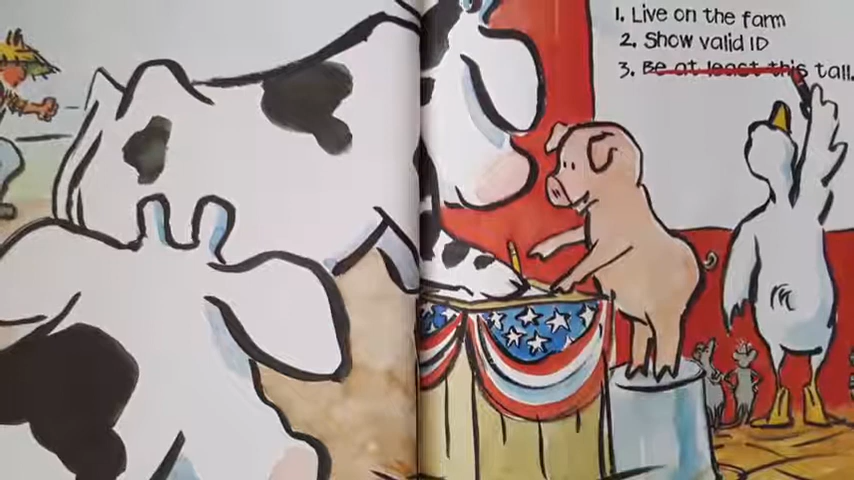 1. Live on the farm
2. Show valid ID
3. Be at least this tall.